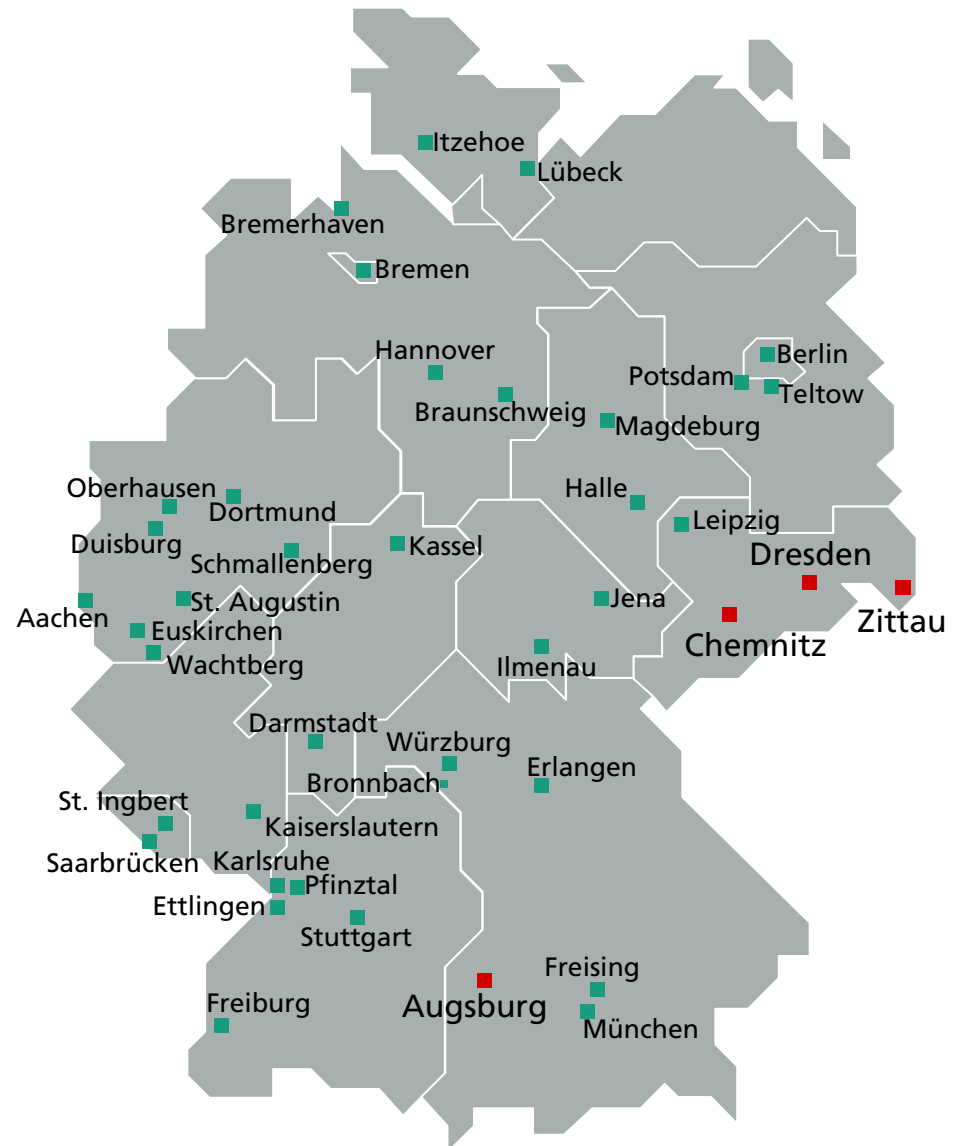 Itzehoe
Lübeck
Bremerhaven
Bremen
Hannover
Berlin
Potsdam
Teltow
Braunschweig
Magdeburg
Oberhausen
Halle
Dortmund
Leipzig
Duisburg
Kassel
Schmallenberg
Dresden
St. Augustin
Jena
Aachen
Zittau
Euskirchen
Chemnitz
Wachtberg
Ilmenau
Darmstadt
Würzburg
Erlangen
Bronnbach
St. Ingbert
Kaiserslautern
Saarbrücken
Karlsruhe
Pfinztal
Ettlingen
Stuttgart
Freising
Freiburg
Augsburg
München